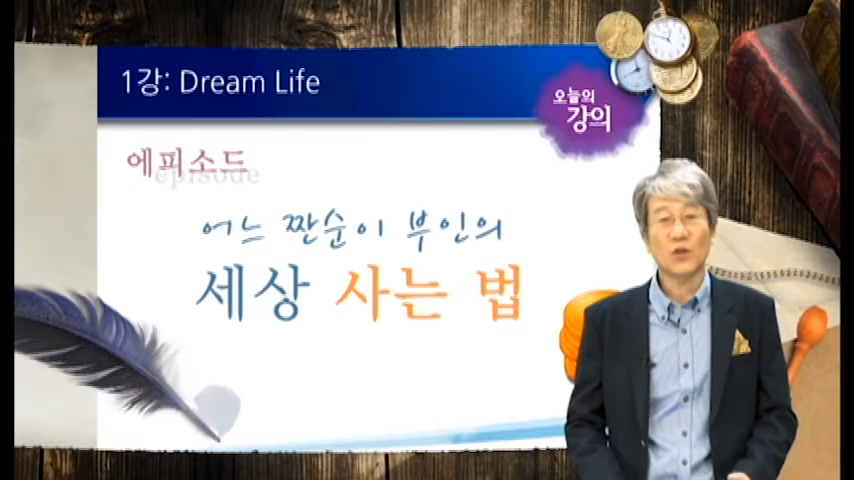 1강: Dream Life
오늘의
강의
에피소드
episode
어느 짠순이 부인의
세상 사는 법